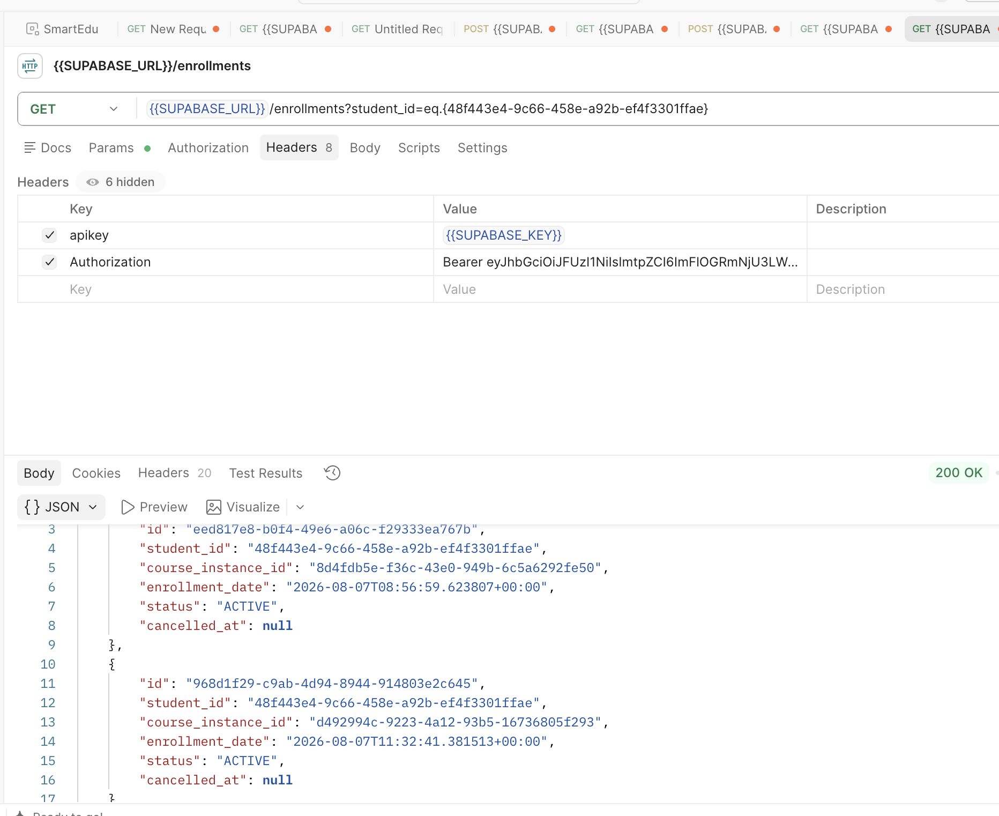 SmartEdu
GET New Requ
GET {{SUPABA
GET Untitled Req
POST {{SUPAB
GET {{SUPABA
POST {{SUPAB
GET {{SUPABA
GET {{SUPABA
HTTP
{{SUPABASE_URL}}/enrollments
GET {{SUPABASE_URL}}/enrollments?student_id=eq.{48f443e4-9c66-458e-a92b-ef4f3301ffae}
Docs Params Authorization Headers 8 Body Scripts Settings
Headers 6 hidden
Key Value Description
apikey {{SUPABASE_KEY}}
Authorization Bearer eyJhbGciOiJFUzI1NiIsImtpZCI6ImFlOGRmNjU3LW...
Key Value Description
Body Cookies Headers 20 Test Results 200 OK
{} JSON Preview Visualize
3 "id": "eed817e8-b0f4-49e6-a06c-f29333ea767b",
4 "student_id": "48f443e4-9c66-458e-a92b-ef4f3301ffae",
5 "course_instance_id": "8d4fdb5e-f36c-43e0-949b-6c5a6292fe50",
6 "enrollment_date": "2026-08-07T08:56:59.623807+00:00",
7 "status": "ACTIVE",
8 "cancelled_at": null
9 },
10 {
11 "id": "968d1f29-c9ab-4d94-8944-914803e2c645",
12 "student_id": "48f443e4-9c66-458e-a92b-ef4f3301ffae",
13 "course_instance_id": "d492994c-9223-4a12-93b5-16736805f293",
14 "enrollment_date": "2026-08-07T11:32:41.381513+00:00",
15 "status": "ACTIVE",
16 "cancelled_at": null
17 }
Ready to go!